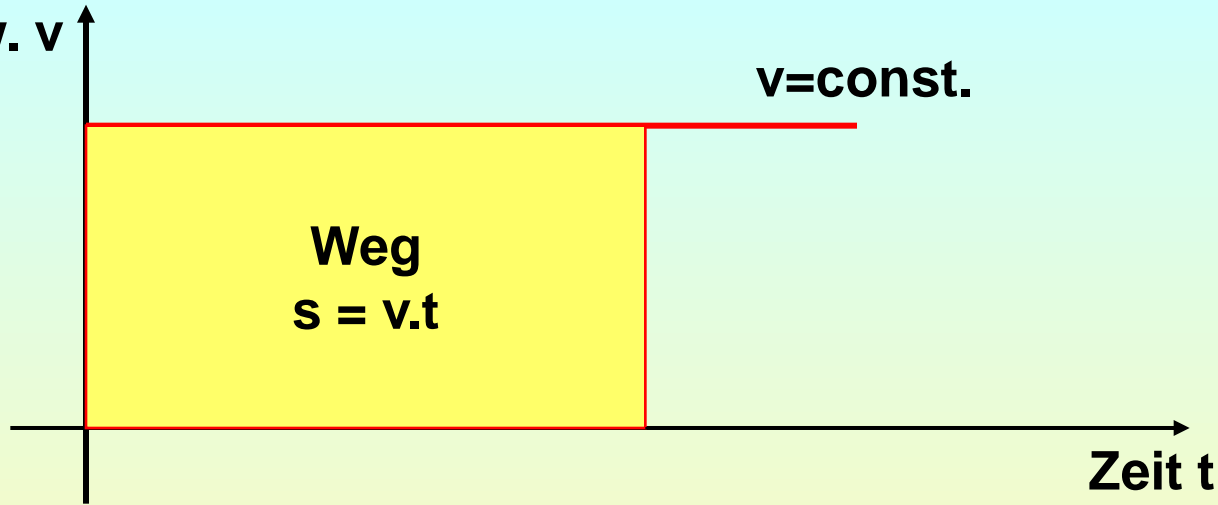 v. v
v=const.
Weg
s = v.t
Zeit t